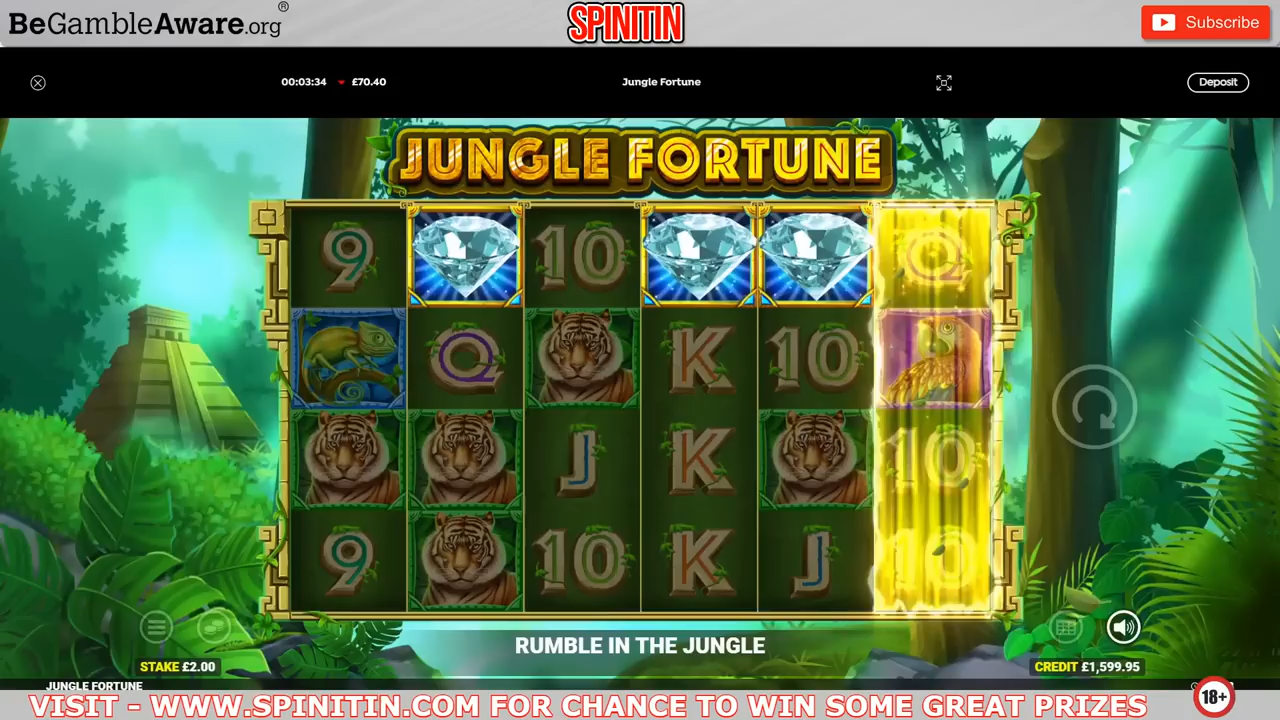 BeGambleAware.org®
SPINITIN
Subscribe
00:03:34 £70.40
Jungle Fortune
Deposit
JUNGLE FORTUNE
9 10 Q
Q K 10
J K 10
9 10 K J 10
RUMBLE IN THE JUNGLE
STAKE £2.00
CREDIT £1,599.95
JUNGLE FORTUNE
VISIT - WWW.SPINITIN.COM FOR CHANCE TO WIN SOME GREAT PRIZES
18+